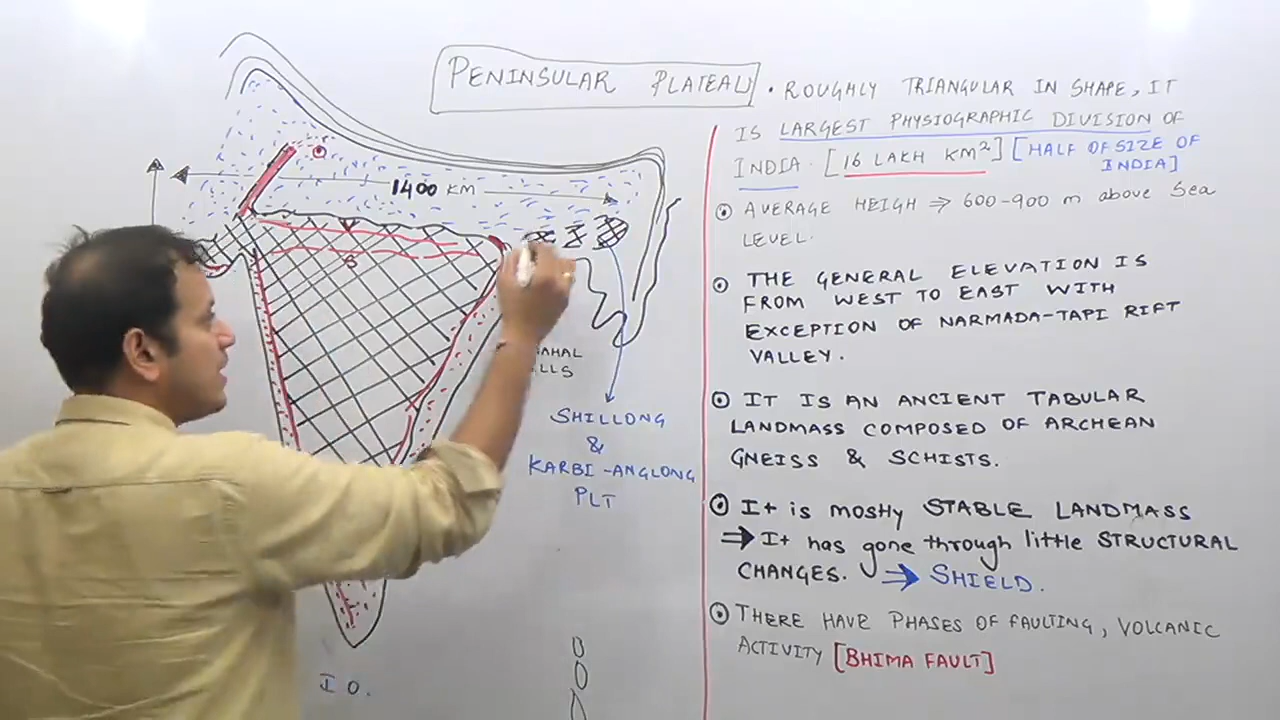 PENINSULAR PLATEAU
• ROUGHLY TRIANGULAR IN SHAPE, IT
IS LARGEST PHYSIOGRAPHIC DIVISION OF
INDIA. [16 LAKH KM²] [HALF OF SIZE OF
INDIA]
AVERAGE HEIGH ⇒ 600-900 m above Sea
LEVEL.
THE GENERAL ELEVATION IS
FROM WEST TO EAST WITH
EXCEPTION OF NARMADA-TAPI RIFT
VALLEY.
IT IS AN ANCIENT TABULAR
LANDMASS COMPOSED OF ARCHEAN
GNEISS & SCHISTS.
It is mostly STABLE LANDMASS
⇒ It has gone through little STRUCTURAL
CHANGES. → SHIELD.
THERE HAVE PHASES OF FAULTING, VOLCANIC
ACTIVITY [BHIMA FAULT]
1400 KM
SHILLONG
&
KARBI-ANGLONG
PLT
I O.